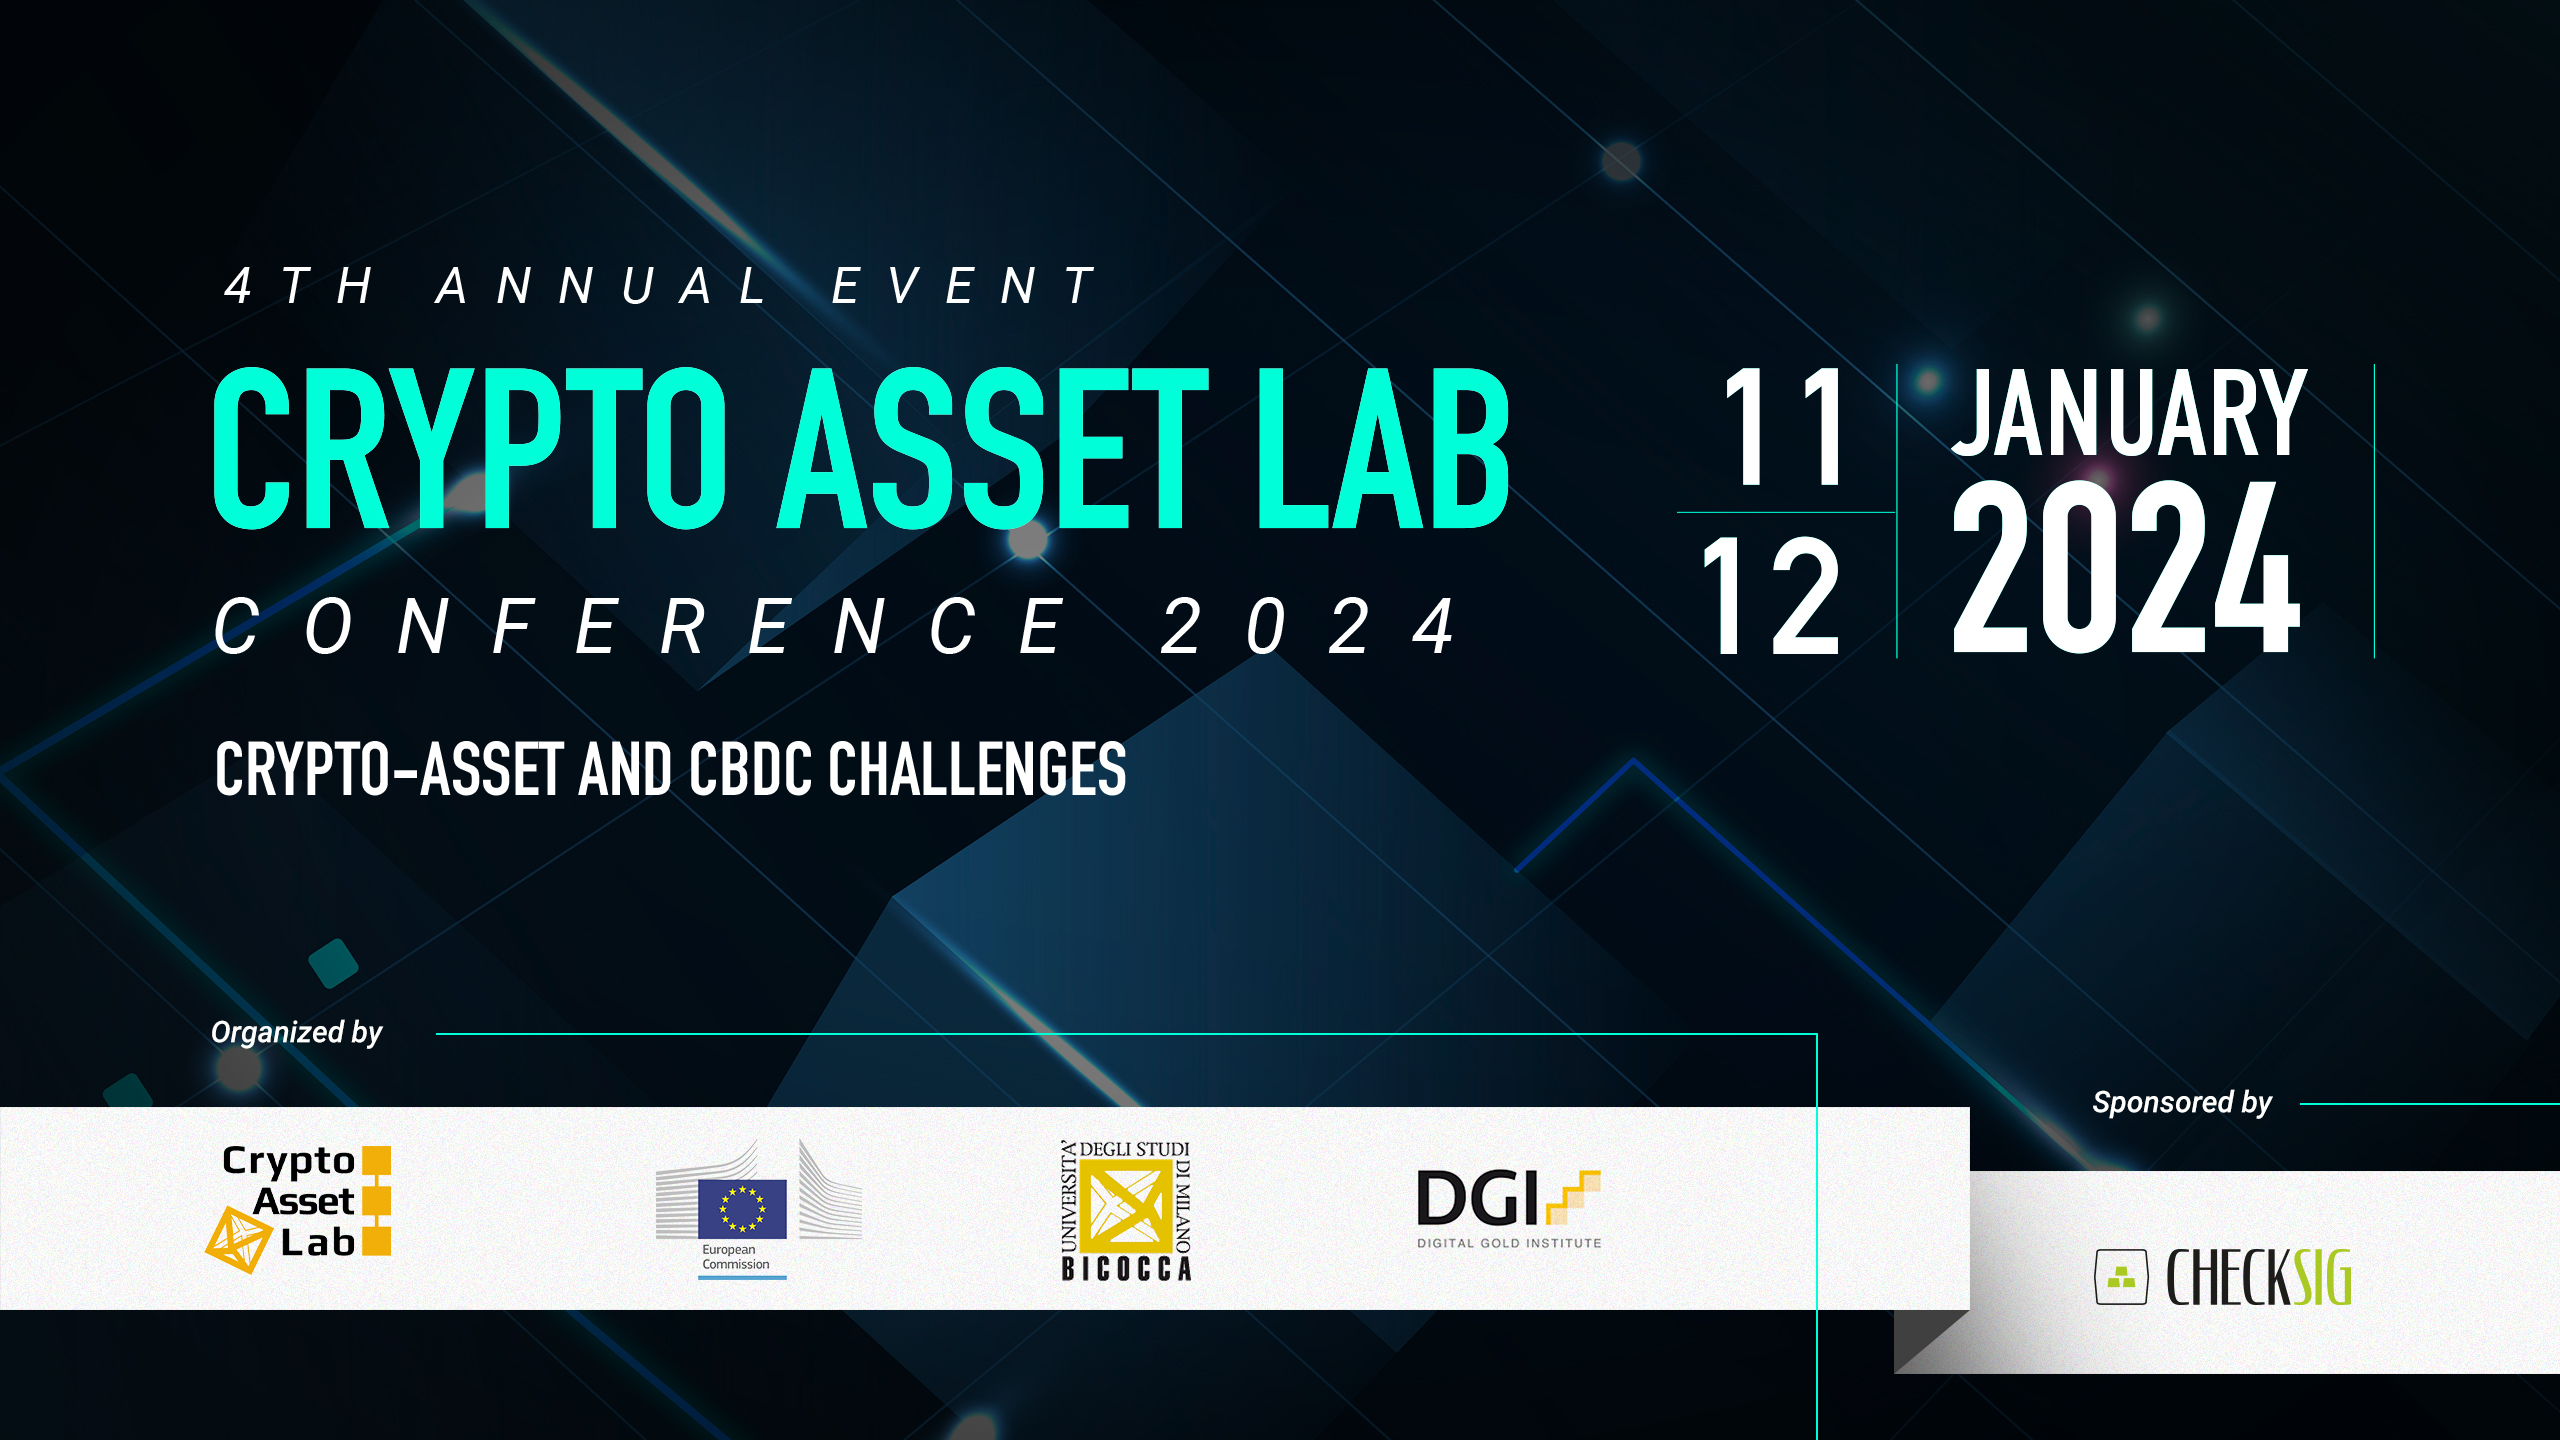 4TH ANNUAL EVENT
CRYPTO ASSET LAB
CONFERENCE 2024
CRYPTO-ASSET AND CBDC CHALLENGES
11
12
JANUARY
2024
Organized by
Crypto
Asset
Lab
European
Commission
UNIVERSITÀ DEGLI STUDI DI MILANO
BICOCCA
DGI
DIGITAL GOLD INSTITUTE
Sponsored by
CHECKSIG